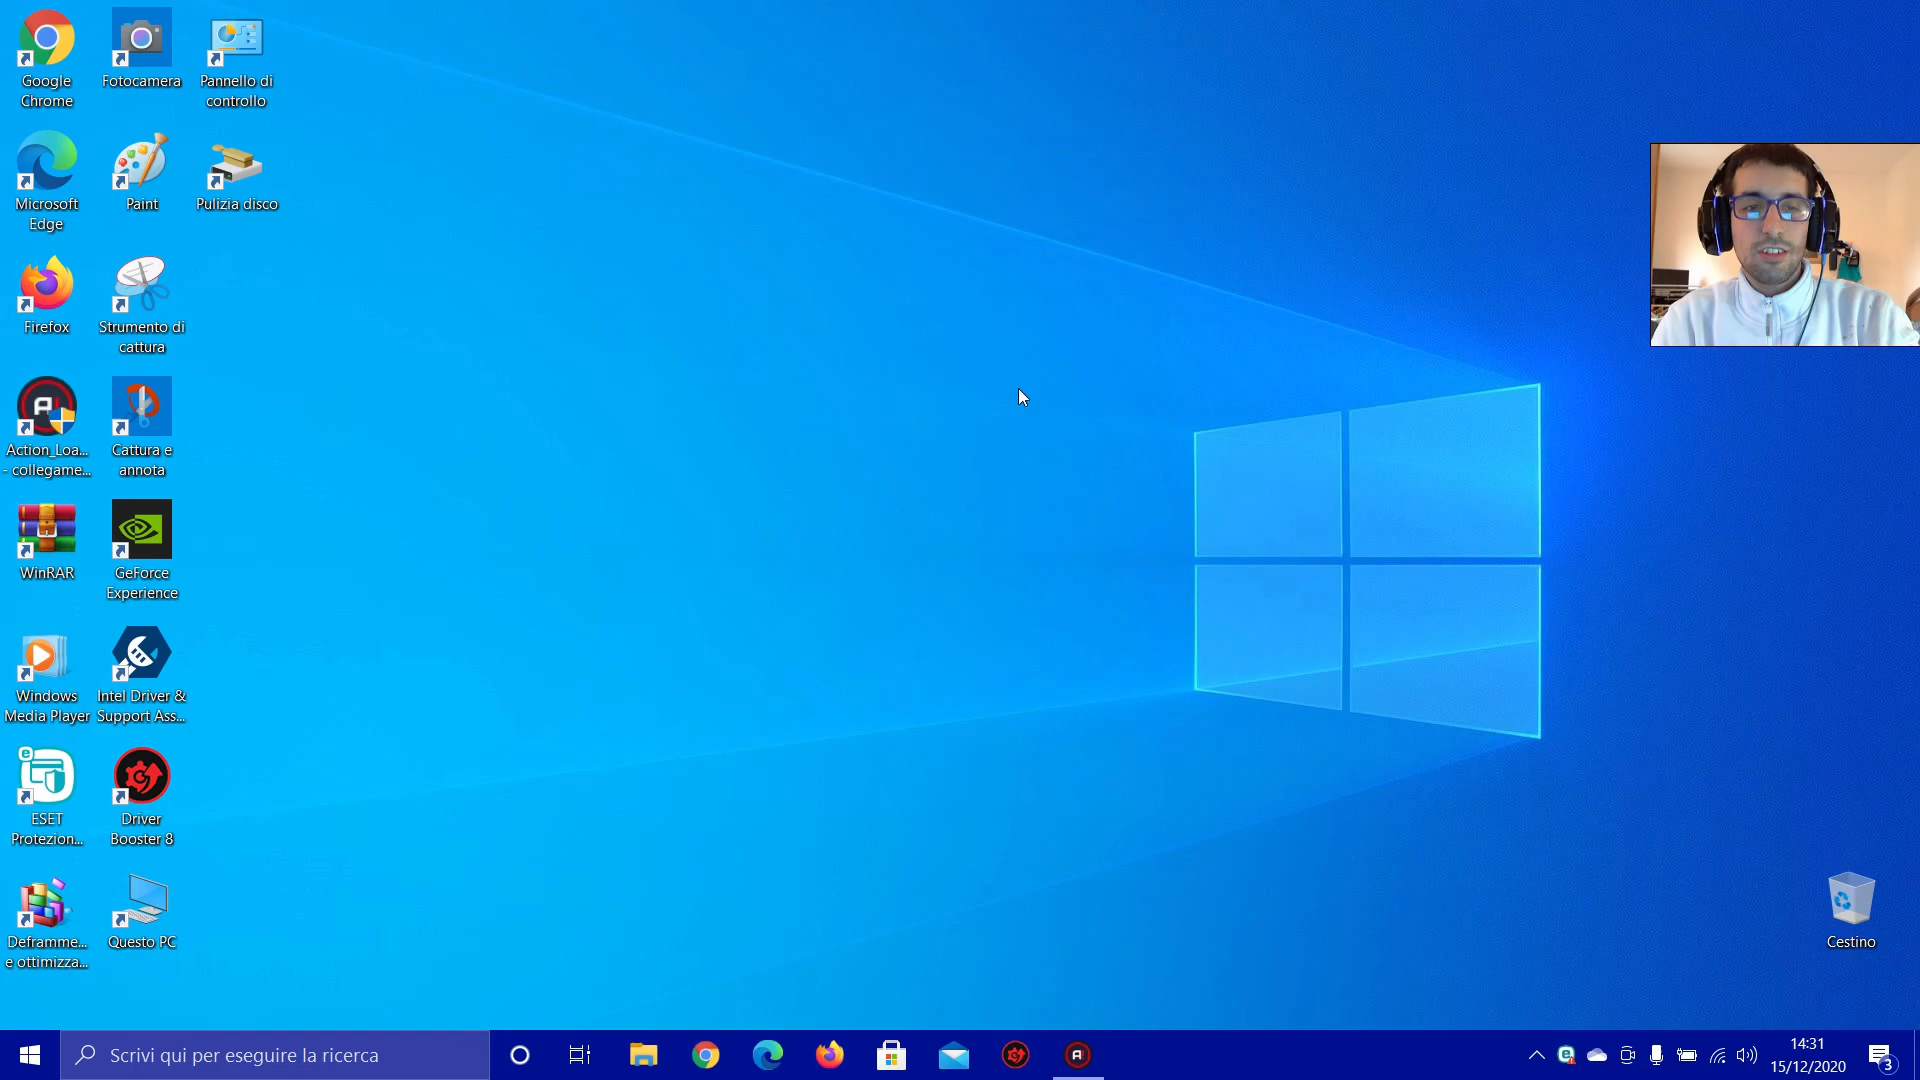 Google
Chrome
Fotocamera
Pannello di
controllo
Microsoft
Edge
Paint
Pulizia disco
Firefox
Strumento di
cattura
Action_Loa...
- collegame...
Cattura e
annota
WinRAR
GeForce
Experience
Windows
Media Player
Intel Driver &
Support Ass...
ESET
Protezion...
Driver
Booster 8
Deframme...
e ottimizza...
Questo PC
Cestino
Scrivi qui per eseguire la ricerca
14:31
15/12/2020
3